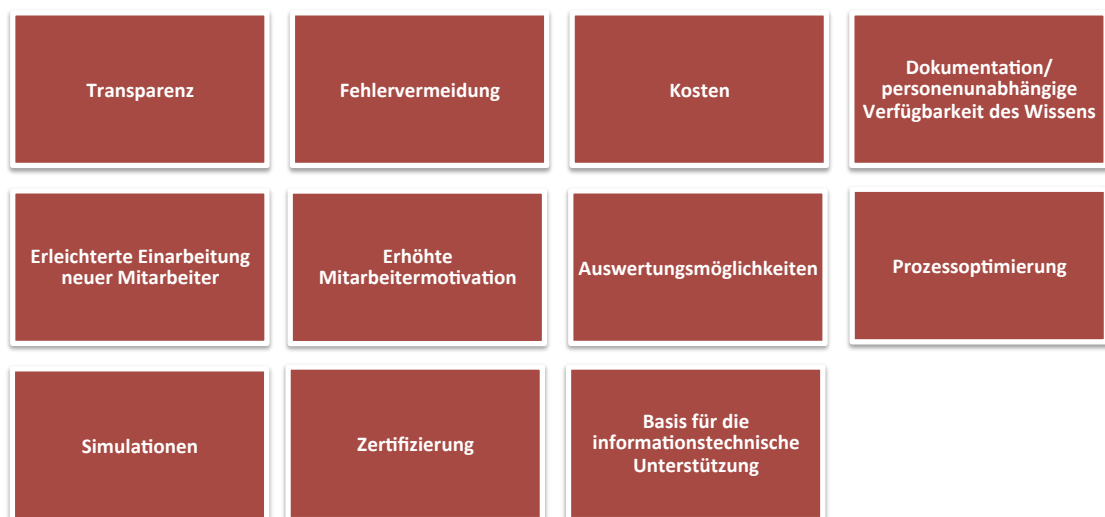 Transparenz
Fehlervermeidung
Kosten
Dokumentation/
personenunabhängige
Verfügbarkeit des Wissens
Erleichterte Einarbeitung
neuer Mitarbeiter
Erhöhte
Mitarbeitermotivation
Auswertungsmöglichkeiten
Prozessoptimierung
Simulationen
Zertifizierung
Basis für die
informationstechnische
Unterstützung